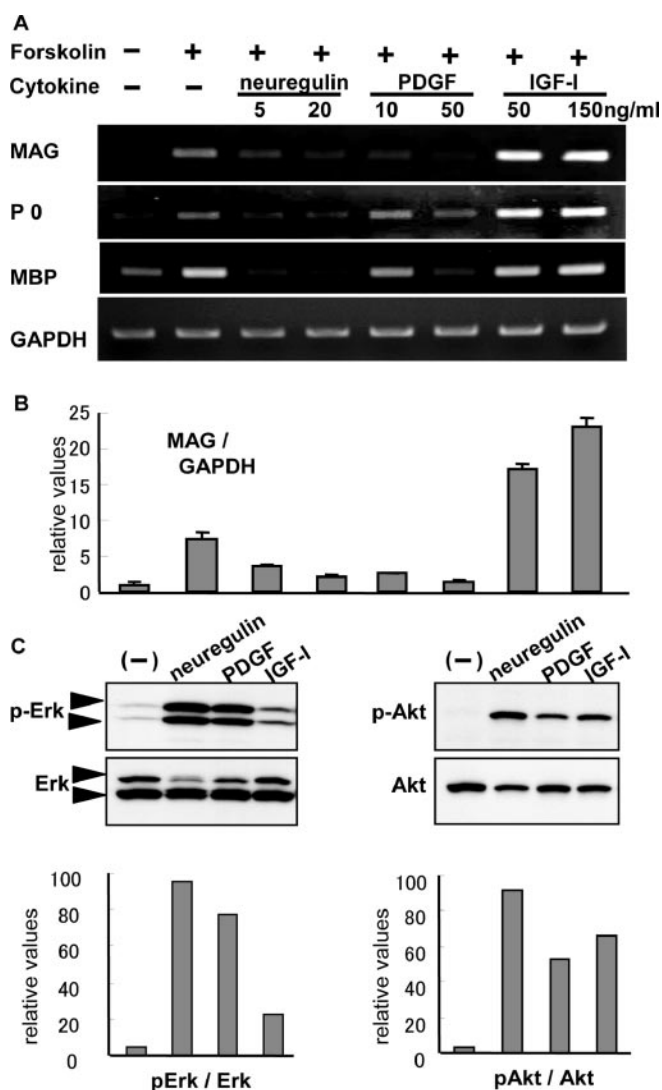 A
Forskolin − + + + + + + +
Cytokine − − neuregulin PDGF IGF-I
5 20 10 50 50 150ng/ml
MAG
P 0
MBP
GAPDH
B
25
20
15
10
5
0
relative values
MAG /
GAPDH
C
(−) neuregulin PDGF IGF-I
p-Erk
Erk
(−) neuregulin PDGF IGF-I
p-Akt
Akt
100
80
60
40
20
0
relative values
pErk / Erk
100
80
60
40
20
0
relative values
pAkt / Akt